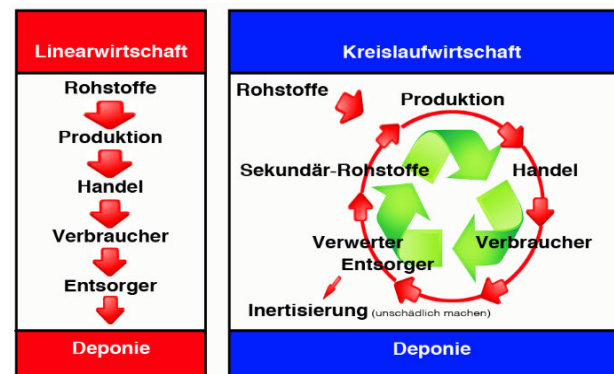 Linearwirtschaft
Rohstoffe
Produktion
Handel
Verbraucher
Entsorger
Deponie
Kreislaufwirtschaft
Rohstoffe
Produktion
Sekundär-Rohstoffe
Handel
Verwerter
Entsorger
Verbraucher
Inertisierung (unschädlich machen)
Deponie